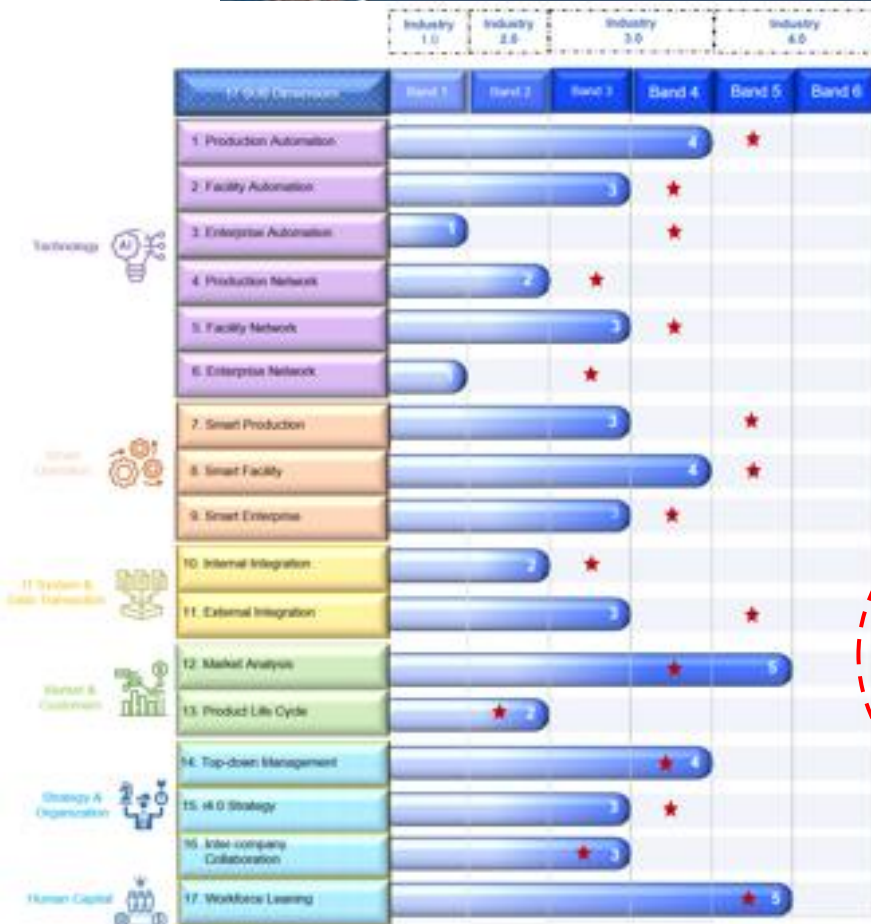 Industry 1.0
Industry 2.0
Industry 3.0
Industry 4.0
Band 1
Band 2
Band 3
Band 4
Band 5
Band 6
Technology
AI
1. Production Automation
4
2. Facility Automation
3
3. Enterprise Automation
1
4. Production Network
2
5. Facility Network
3
6. Enterprise Network
7. Smart Production
3
8. Smart Facility
4
9. Smart Enterprise
3
10. Internal Integration
2
11. External Integration
3
Market &
Customers
12. Market Analysis
5
13. Product Life Cycle
2
Strategy &
Organization
14. Top-down Management
4
15. i4.0 Strategy
3
16. Inter-company
Collaboration
3
Human Capital
17. Workforce Learning
5